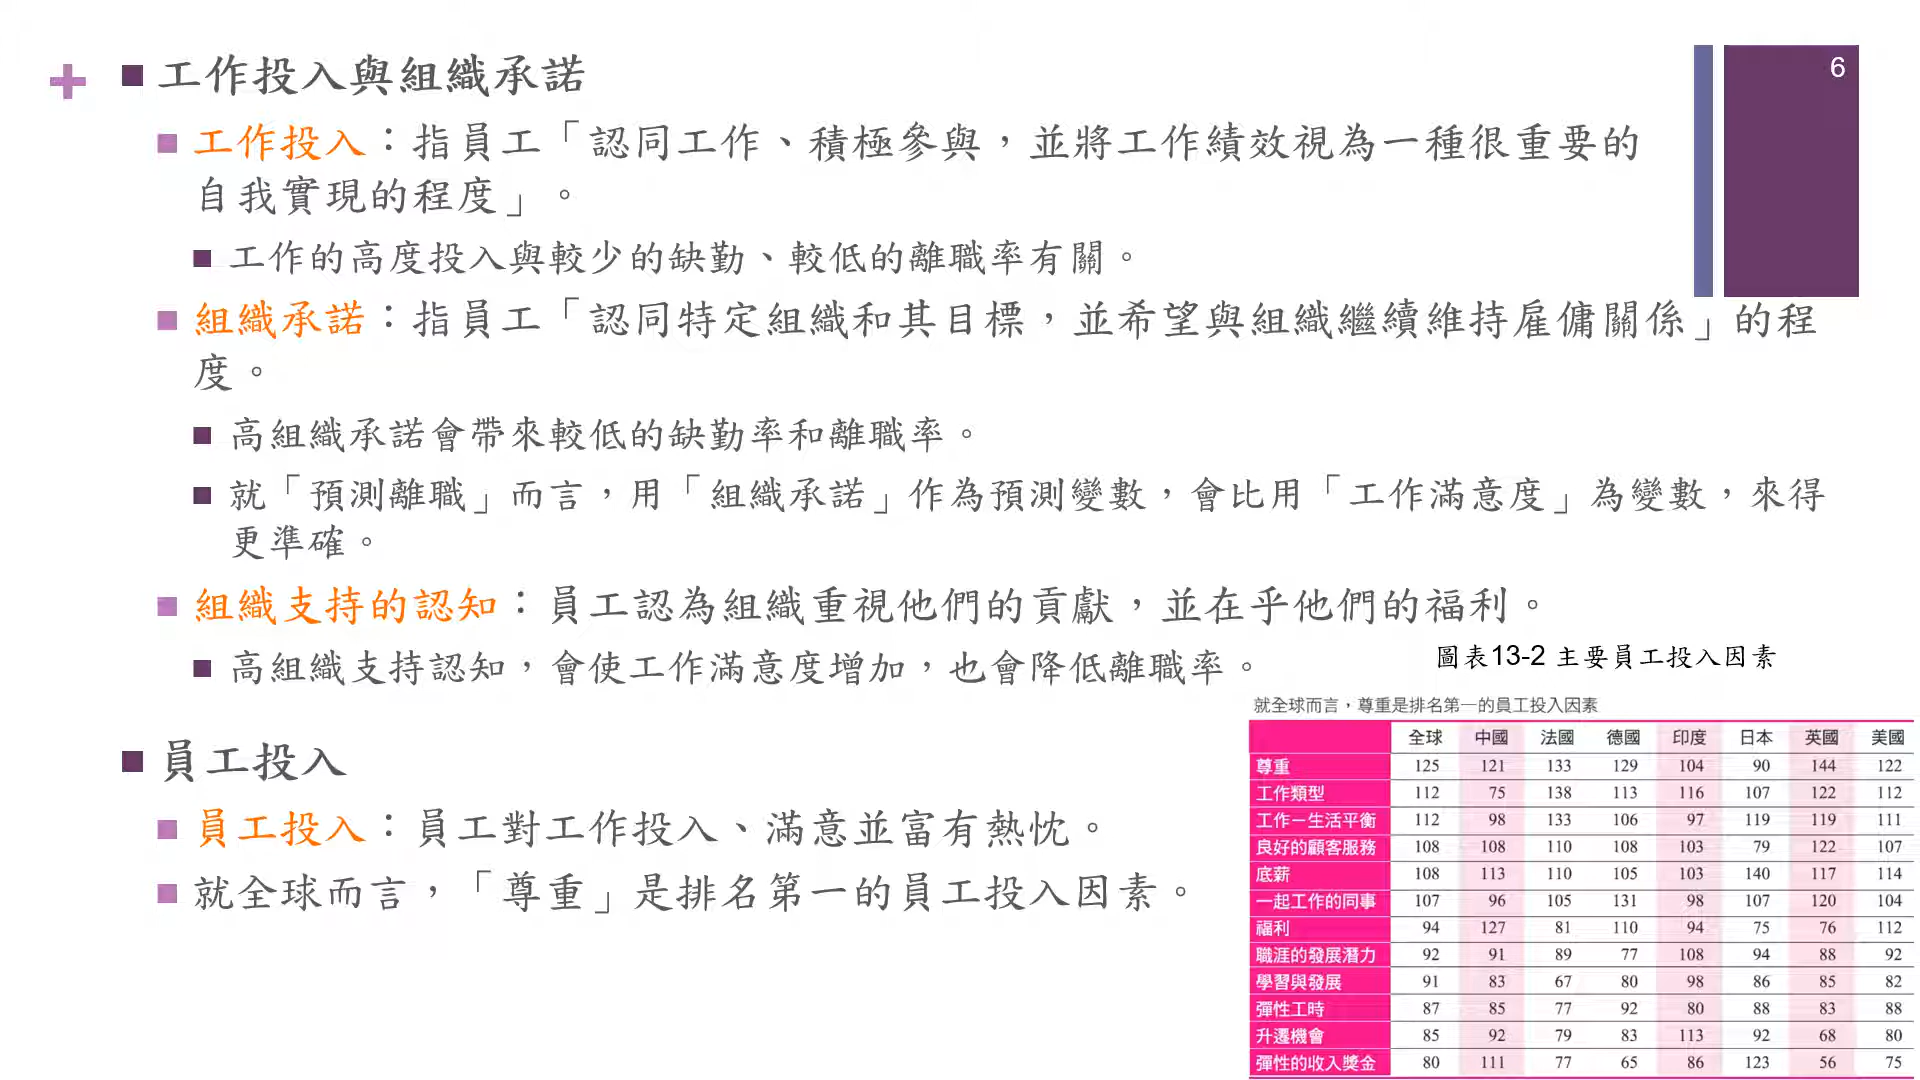 6
工作投入與組織承諾
工作投入：指員工「認同工作、積極參與，並將工作績效視為一種很重要的
自我實現的程度」。
工作的高度投入與較少的缺勤、較低的離職率有關。
組織承諾：指員工「認同特定組織和其目標，並希望與組織繼續維持雇傭關係」的程
度。
高組織承諾會帶來較低的缺勤率和離職率。
就「預測離職」而言，用「組織承諾」作為預測變數，會比用「工作滿意度」為變數，來得
更準確。
組織支持的認知：員工認為組織重視他們的貢獻，並在乎他們的福利。
高組織支持認知，會使工作滿意度增加，也會降低離職率。
員工投入
員工投入：員工對工作投入、滿意並富有熱忱。
就全球而言，「尊重」是排名第一的員工投入因素。
圖表13-2 主要員工投入因素
就全球而言，尊重是排名第一的員工投入因素
全球 中國 法國 德國 印度 日本 英國 美國
尊重 125 121 133 129 104 90 144 122
工作類型 112 75 138 113 116 107 122 112
工作－生活平衡 112 98 133 106 97 119 119 111
良好的顧客服務 108 108 110 108 103 79 122 107
底薪 108 113 110 105 103 140 117 114
一起工作的同事 107 96 105 131 98 107 120 104
福利 94 127 81 110 94 75 76 112
職涯的發展潛力 92 91 89 77 108 94 88 92
學習與發展 91 83 67 80 98 86 85 82
彈性工時 87 85 77 92 80 88 83 88
升遷機會 85 92 79 83 113 92 68 80
彈性的收入獎金 80 111 77 65 86 123 56 75